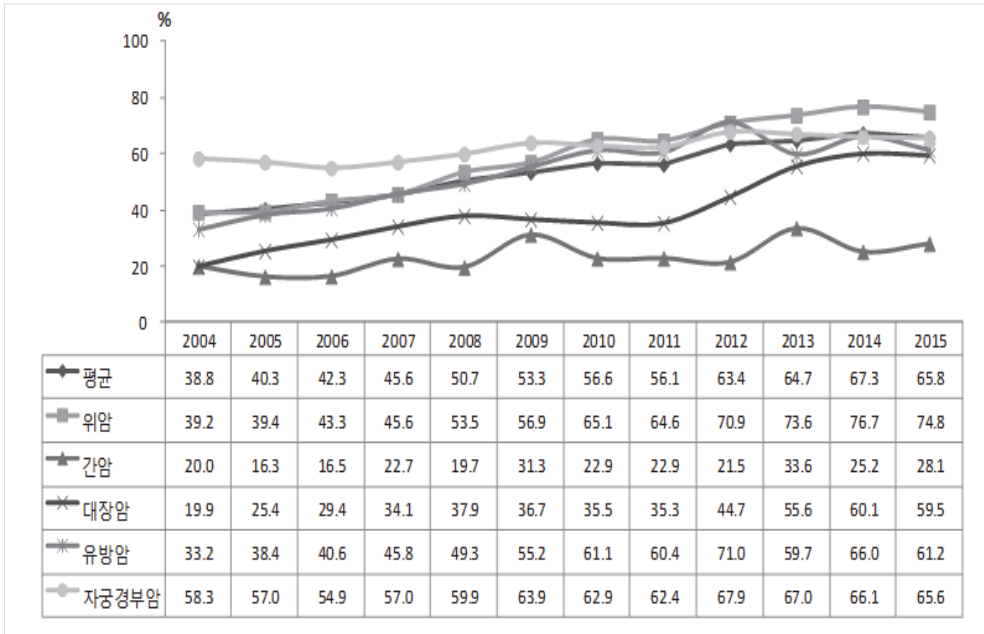 %
100
80
60
40
20
0
2004 2005 2006 2007 2008 2009 2010 2011 2012 2013 2014 2015
평균 38.8 40.3 42.3 45.6 50.7 53.3 56.6 56.1 63.4 64.7 67.3 65.8
위암 39.2 39.4 43.3 45.6 53.5 56.9 65.1 64.6 70.9 73.6 76.7 74.8
간암 20.0 16.3 16.5 22.7 19.7 31.3 22.9 22.9 21.5 33.6 25.2 28.1
대장암 19.9 25.4 29.4 34.1 37.9 36.7 35.5 35.3 44.7 55.6 60.1 59.5
유방암 33.2 38.4 40.6 45.8 49.3 55.2 61.1 60.4 71.0 59.7 66.0 61.2
자궁경부암 58.3 57.0 54.9 57.0 59.9 63.9 62.9 62.4 67.9 67.0 66.1 65.6